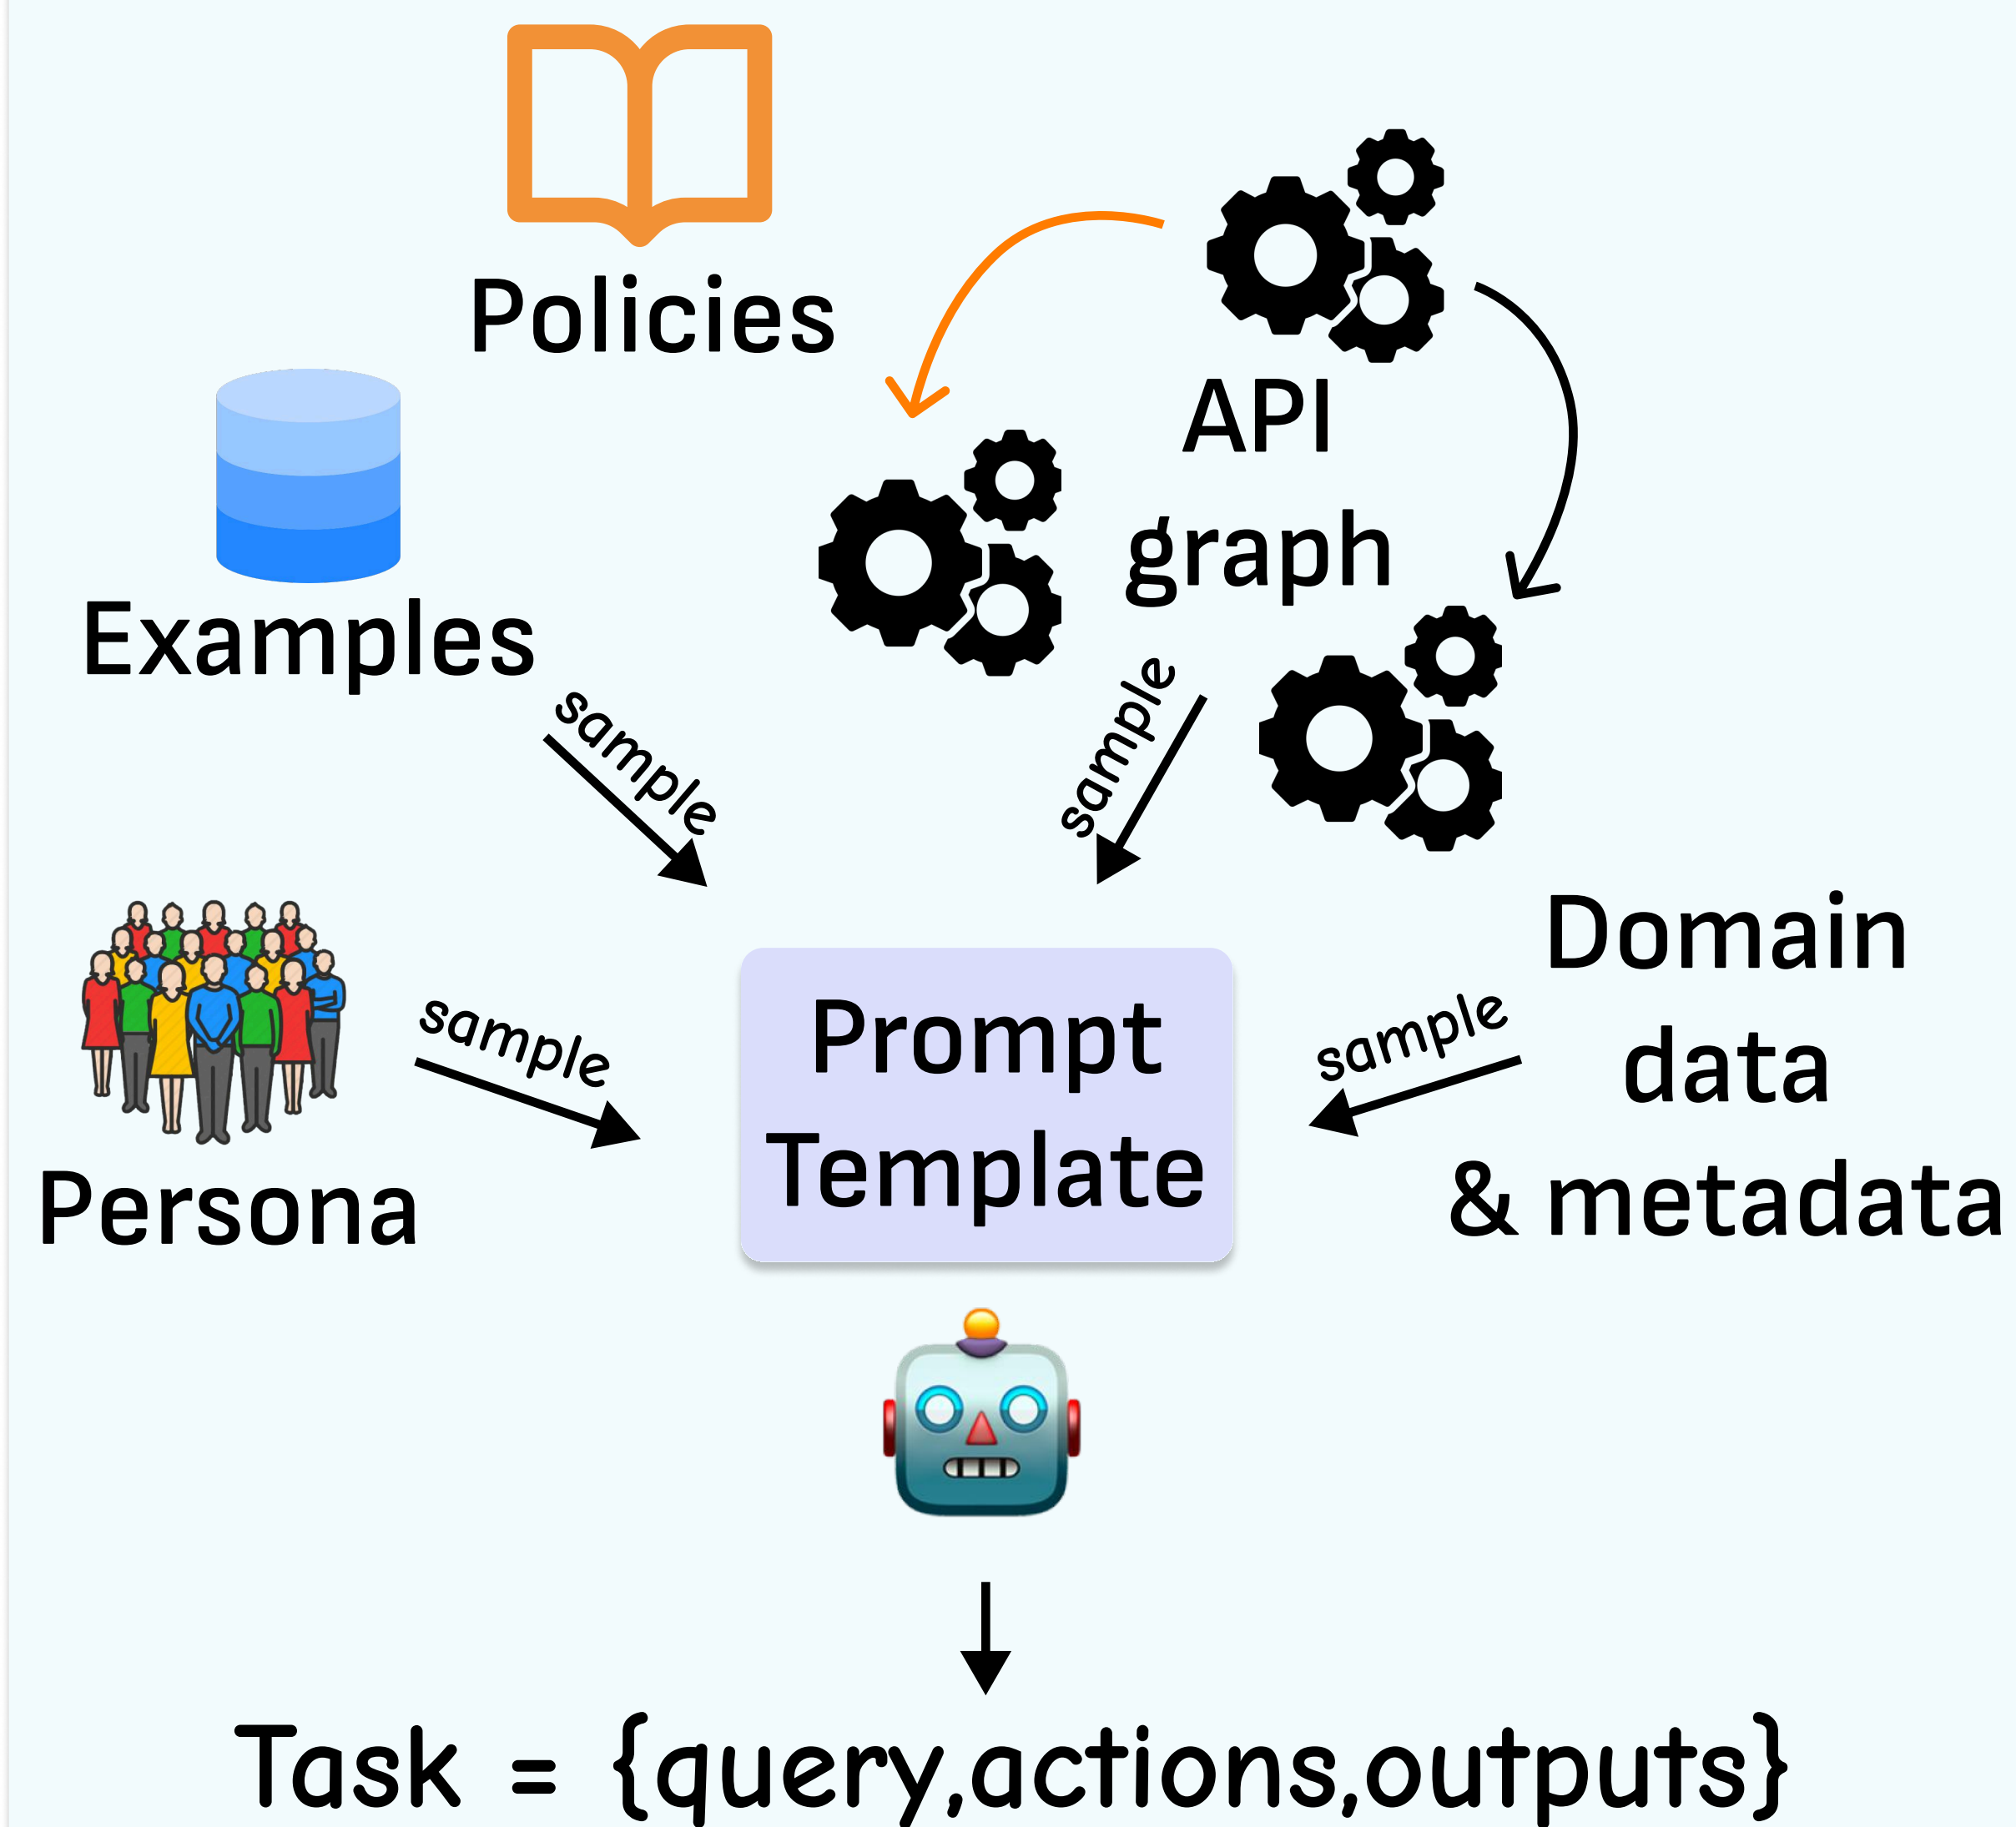 Policies
API
graph
Examples
sample
sample
Persona
sample
Prompt
Template
sample
Domain
data
& metadata
Task = {query,actions,outputs}